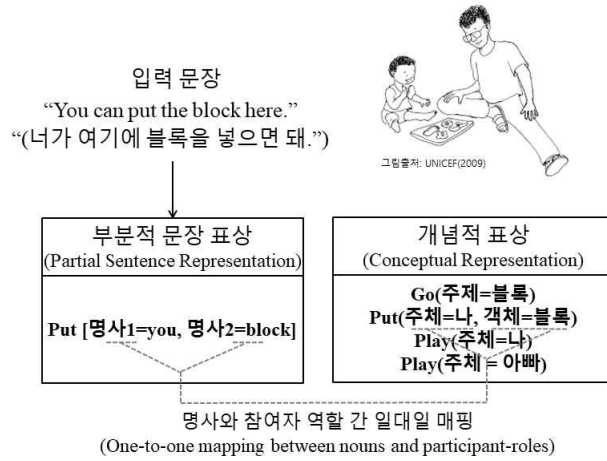 입력 문장
“You can put the block here.”
“(너가 여기에 블록을 넣으면 돼.”)
그림출처: UNICEF(2009)
부분적 문장 표상
(Partial Sentence Representation)
Put [명사1=you, 명사2=block]
개념적 표상
(Conceptual Representation)
Go(주제=블록)
Put(주체=나, 객체=블록)
Play(주체=나)
Play(주체 = 아빠)
명사와 참여자 역할 간 일대일 매핑
(One-to-one mapping between nouns and participant-roles)